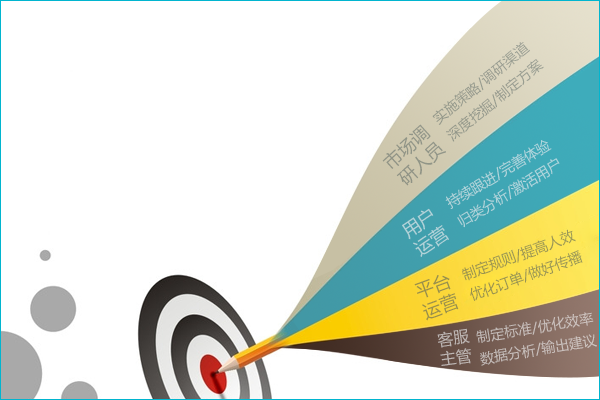 市场调
研人员
实施策略/调研渠道
深度挖掘/制定方案
用户
运营
持续跟进/完善体验
归类分析/激活用户
平台
运营
制定规则/提高人效
优化订单/做好传播
客服
主管
制定标准/优化效率
数据分析/输出建议